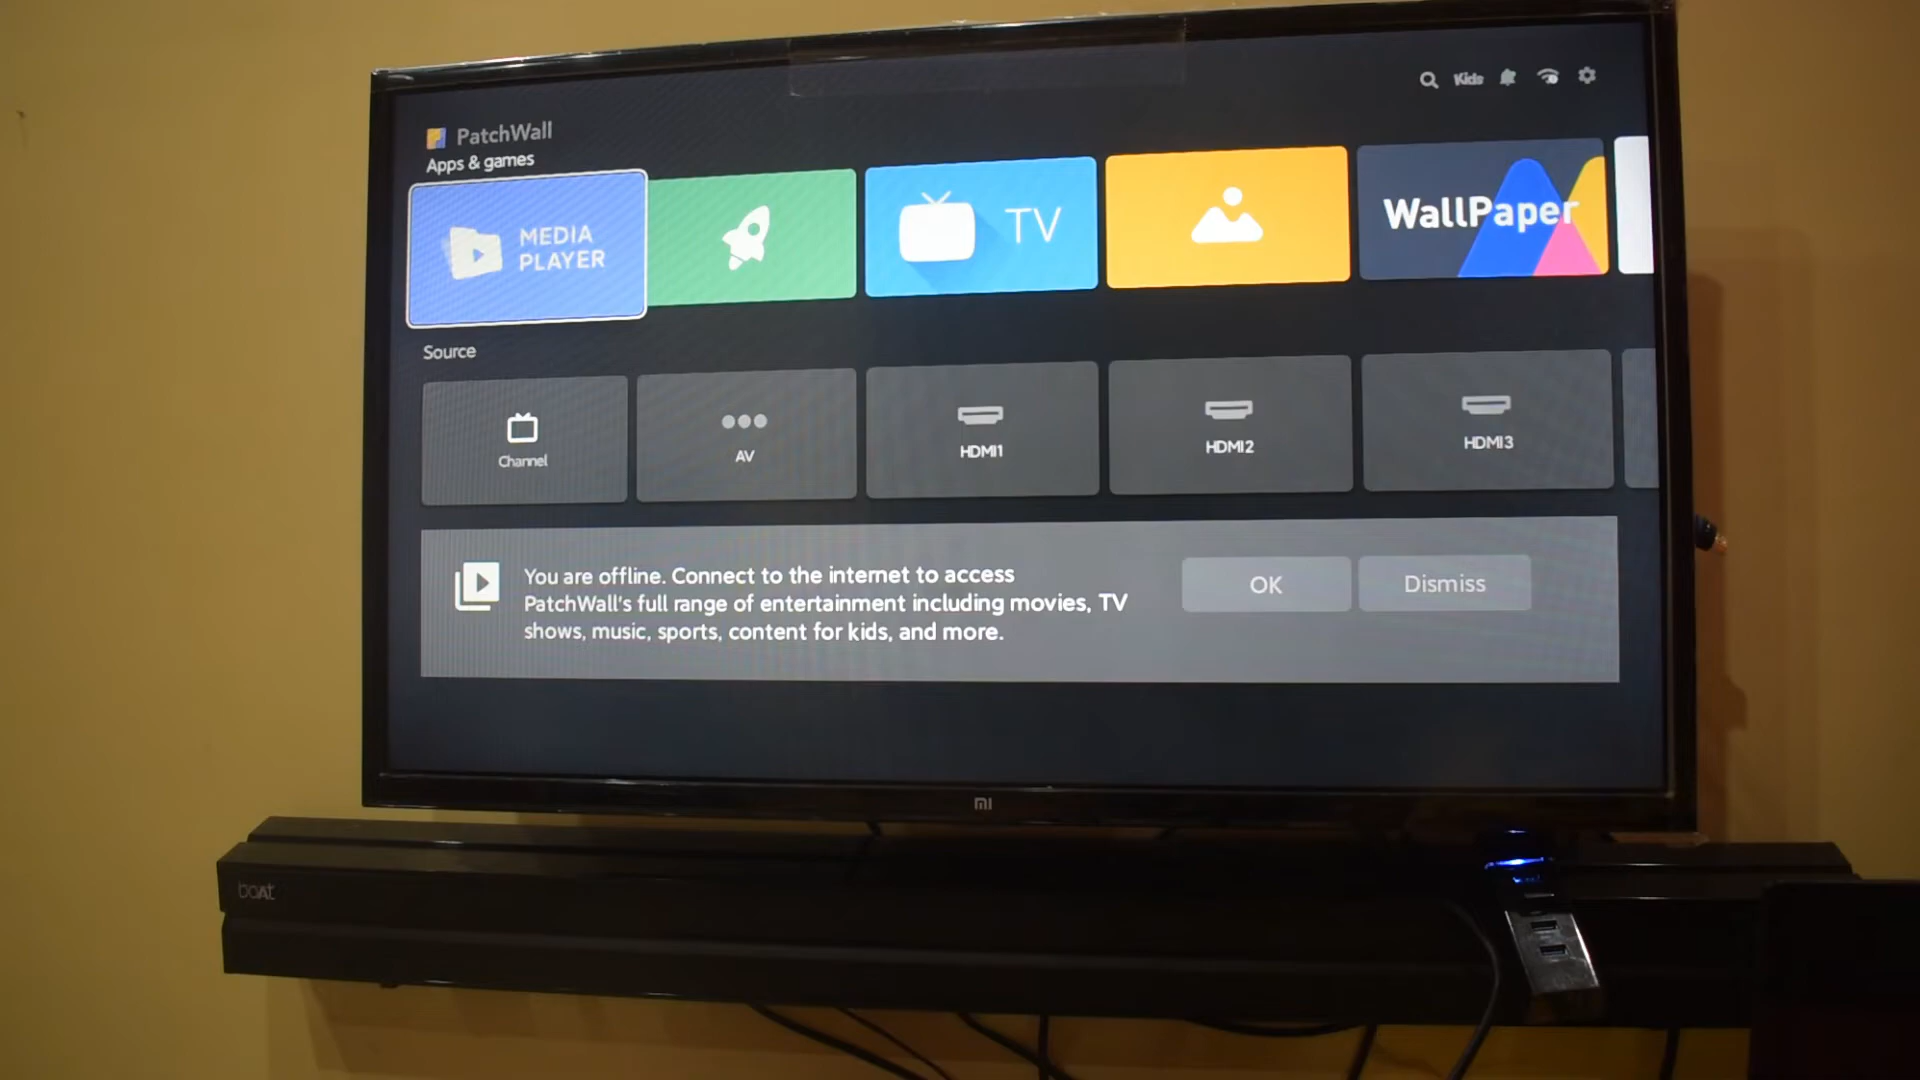 Kids
PatchWall
Apps & games
MEDIA
PLAYER
TV
WallPaper
Source
Channel
AV
HDMI1
HDMI2
HDMI3
You are offline. Connect to the internet to access
PatchWall's full range of entertainment including movies, TV
shows, music, sports, content for kids, and more.
OK
Dismiss
mi
boAt